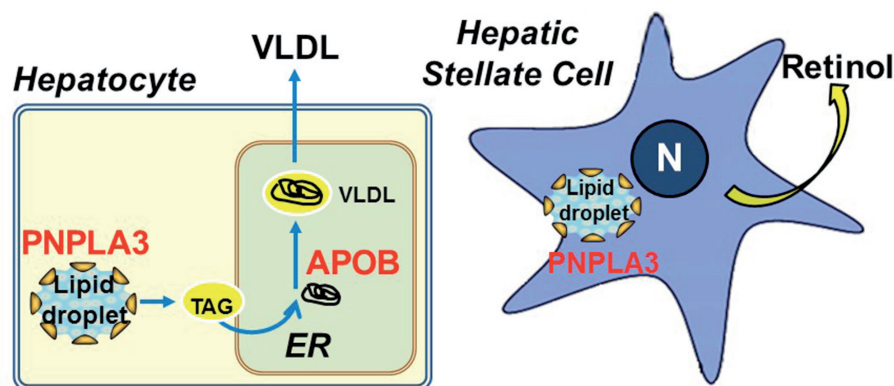 VLDL
Hepatocyte
VLDL
PNPLA3
APOB
Lipid
droplet
TAG
ER
Hepatic
Stellate Cell
Retinol
N
Lipid
droplet
PNPLA3